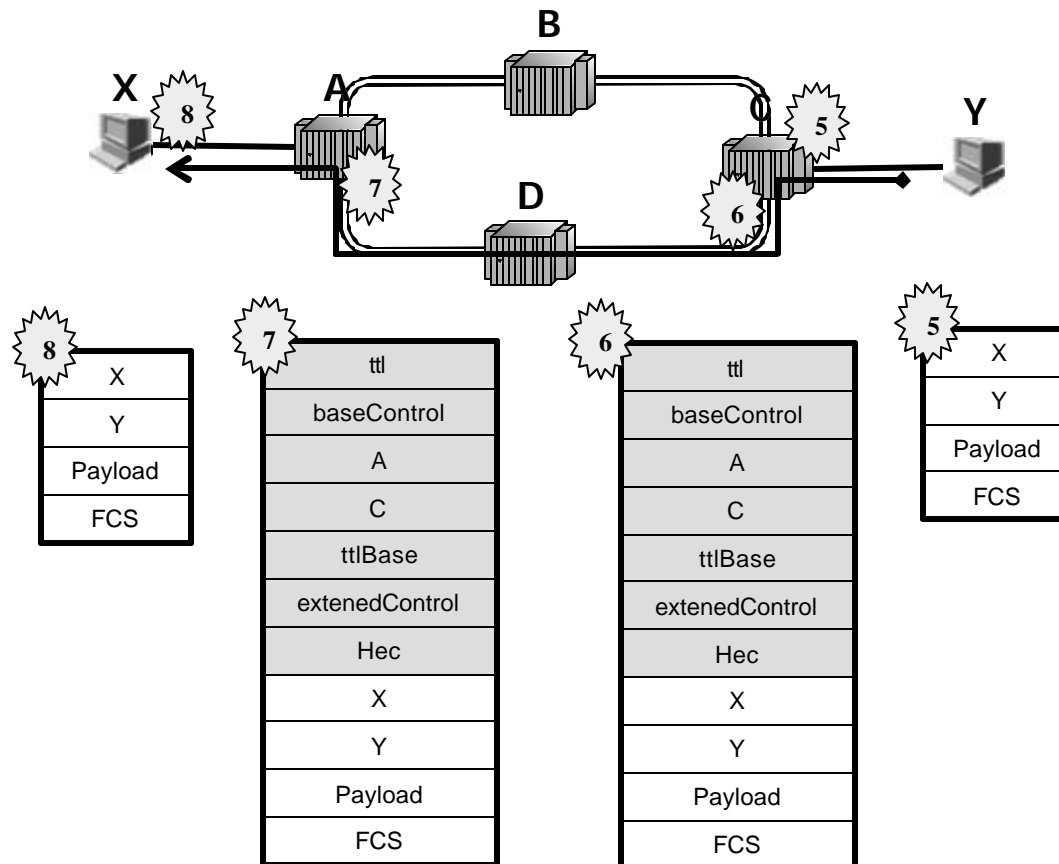 B
X
A
Y
C
8
5
7
6
D
8
X
Y
Payload
FCS
7
ttl
baseControl
A
C
ttlBase
extenedControl
Hec
X
Y
Payload
FCS
6
ttl
baseControl
A
C
ttlBase
extenedControl
Hec
X
Y
Payload
FCS
5
X
Y
Payload
FCS